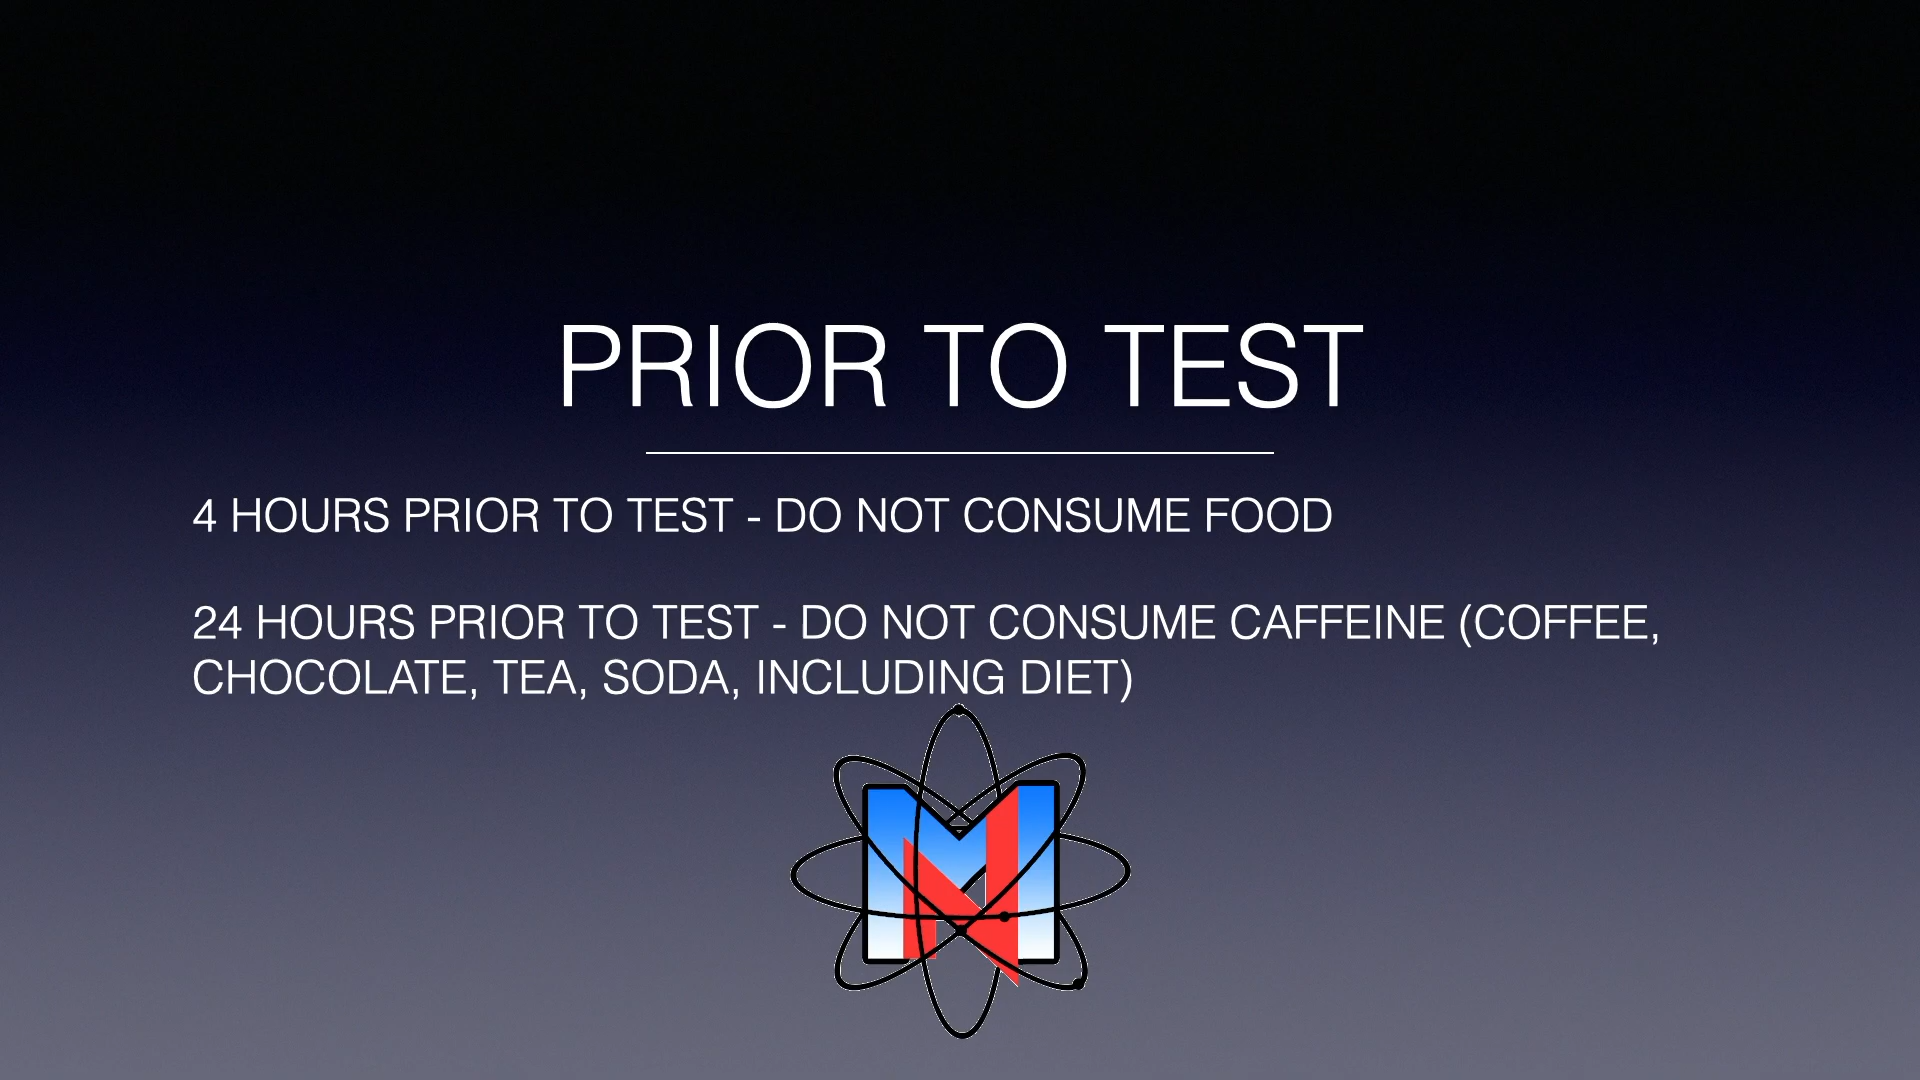 PRIOR TO TEST
4 HOURS PRIOR TO TEST - DO NOT CONSUME FOOD
24 HOURS PRIOR TO TEST - DO NOT CONSUME CAFFEINE (COFFEE,
CHOCOLATE, TEA, SODA, INCLUDING DIET)
MN